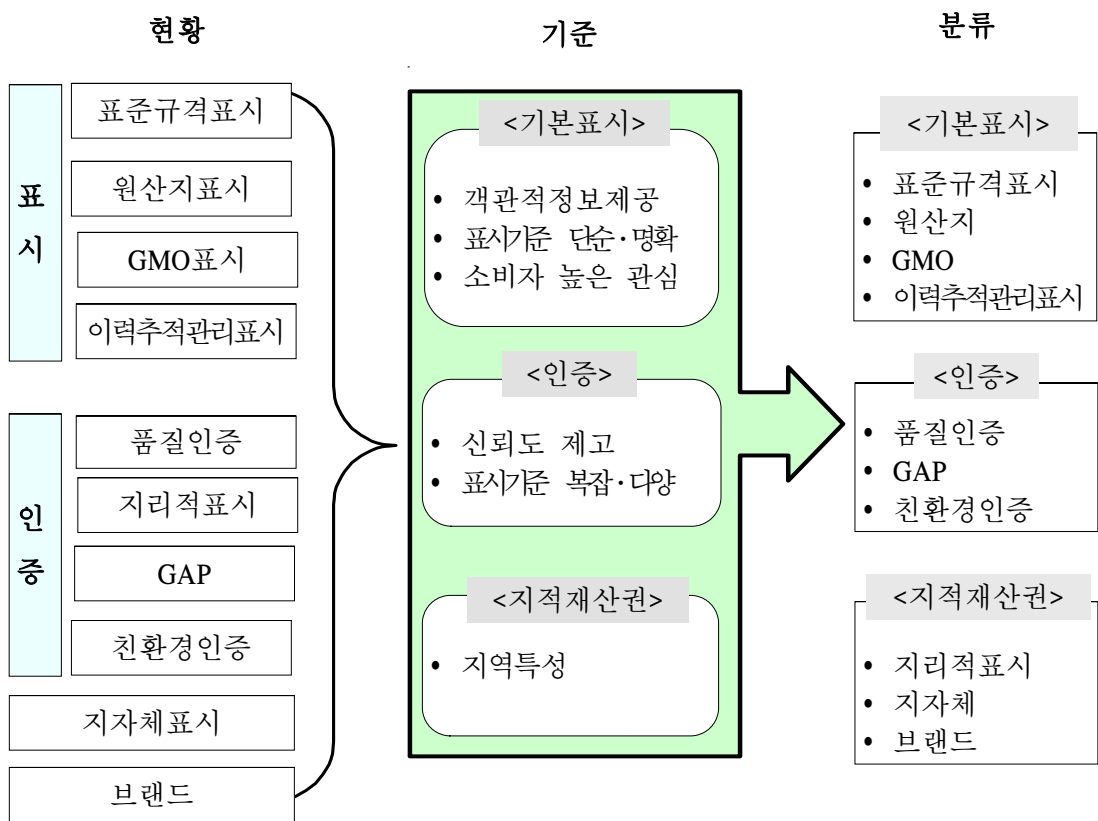 현황
표
시
표준규격표시
원산지표시
GMO표시
이력추적관리표시
인
증
품질인증
지리적표시
GAP
친환경인증
지자체표시
브랜드
기준
<기본표시>
• 객관적정보제공
• 표시기준 단순·명확
• 소비자 높은 관심
<인증>
• 신뢰도 제고
• 표시기준 복잡·다양
<지적재산권>
• 지역특성
분류
<기본표시>
• 표준규격표시
• 원산지
• GMO
• 이력추적관리표시
<인증>
• 품질인증
• GAP
• 친환경인증
<지적재산권>
• 지리적표시
• 지자체
• 브랜드